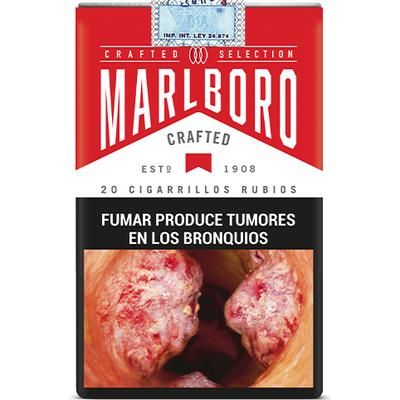 DIA
IMP. INT. LEY 24.674
CRAFTED SELECTION
MARLBORO
CRAFTED
ESTº 1908
20 CIGARRILLOS RUBIOS
FUMAR PRODUCE TUMORES
EN LOS BRONQUIOS